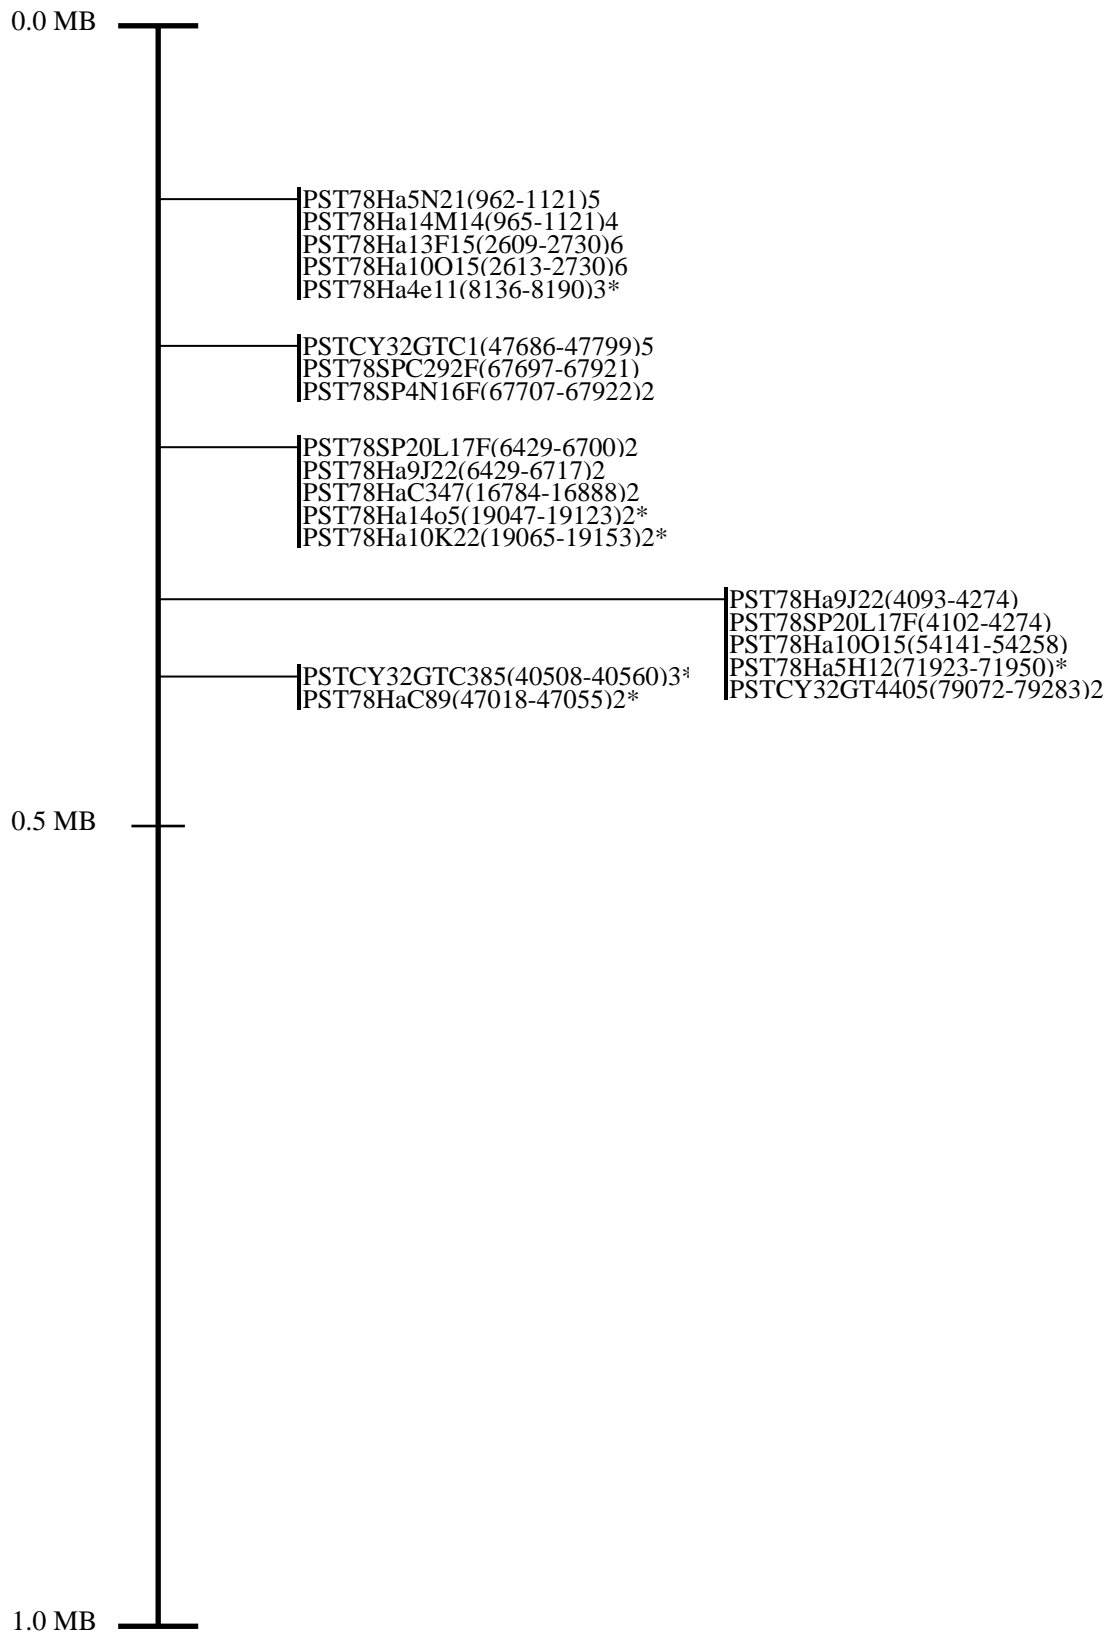 0.0 MB
PST78Ha5N21(962-1121)5
PST78Ha14M14(965-1121)4
PST78Ha13F15(2609-2730)6
PST78Ha10O15(2613-2730)6
PST78Ha4e11(8136-8190)3*
PSTCY32GTC1(47686-47799)5
PST78SPC292F(67697-67921)
PST78SP4N16F(67707-67922)2
PST78SP20L17F(6429-6700)2
PST78Ha9J22(6429-6717)2
PST78HaC347(16784-16888)2
PST78Ha14o5(19047-19123)2*
PST78Ha10K22(19065-19153)2*
PST78Ha9J22(4093-4274)
PST78SP20L17F(4102-4274)
PST78Ha10O15(54141-54258)
PST78Ha5H12(71923-71950)*
PSTCY32GT4405(79072-79283)2
PSTCY32GTC385(40508-40560)3*
PST78HaC89(47018-47055)2*
0.5 MB
1.0 MB